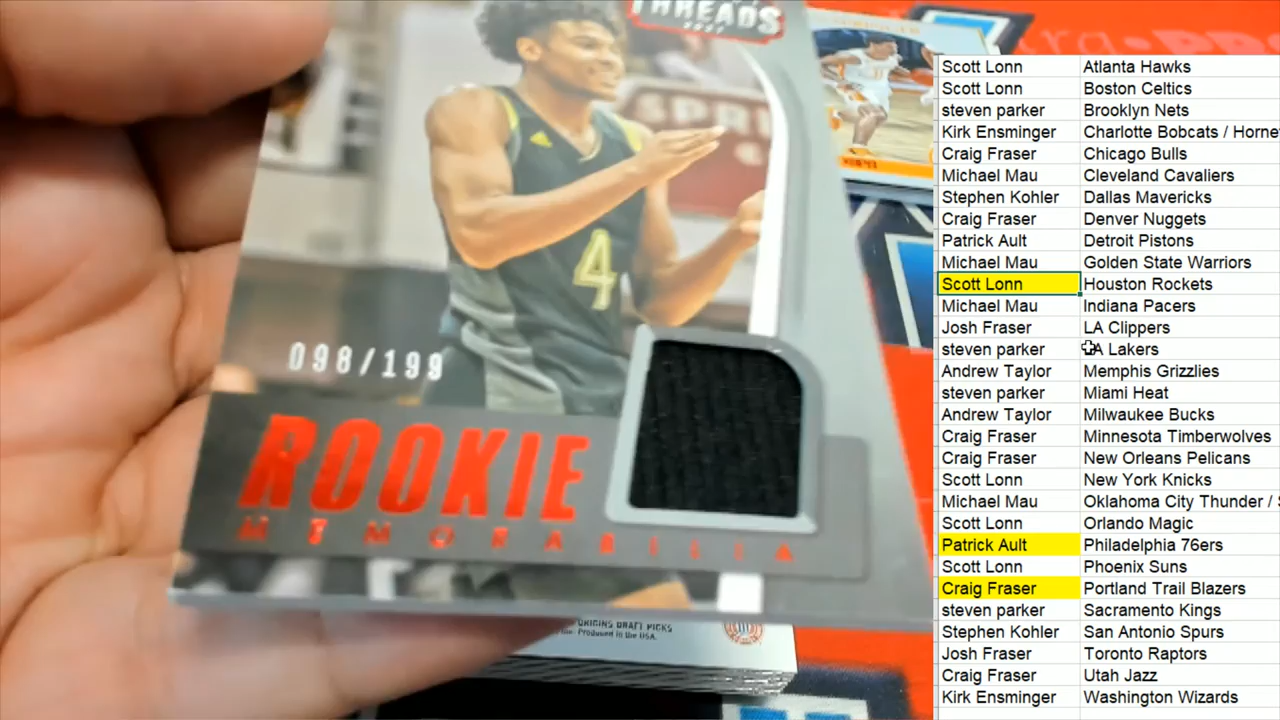 THREADS
098/199
ROOKIE
MEMORABILIA
4
ORIGINS DRAFT PICKS
Produced in the USA.
Scott Lonn Atlanta Hawks
Scott Lonn Boston Celtics
steven parker Brooklyn Nets
Kirk Ensminger Charlotte Bobcats / Horne
Craig Fraser Chicago Bulls
Michael Mau Cleveland Cavaliers
Stephen Kohler Dallas Mavericks
Craig Fraser Denver Nuggets
Patrick Ault Detroit Pistons
Michael Mau Golden State Warriors
Scott Lonn Houston Rockets
Michael Mau Indiana Pacers
Josh Fraser LA Clippers
steven parker LA Lakers
Andrew Taylor Memphis Grizzlies
steven parker Miami Heat
Andrew Taylor Milwaukee Bucks
Craig Fraser Minnesota Timberwolves
Craig Fraser New Orleans Pelicans
Scott Lonn New York Knicks
Michael Mau Oklahoma City Thunder / S
Scott Lonn Orlando Magic
Patrick Ault Philadelphia 76ers
Scott Lonn Phoenix Suns
Craig Fraser Portland Trail Blazers
steven parker Sacramento Kings
Stephen Kohler San Antonio Spurs
Josh Fraser Toronto Raptors
Craig Fraser Utah Jazz
Kirk Ensminger Washington Wizards